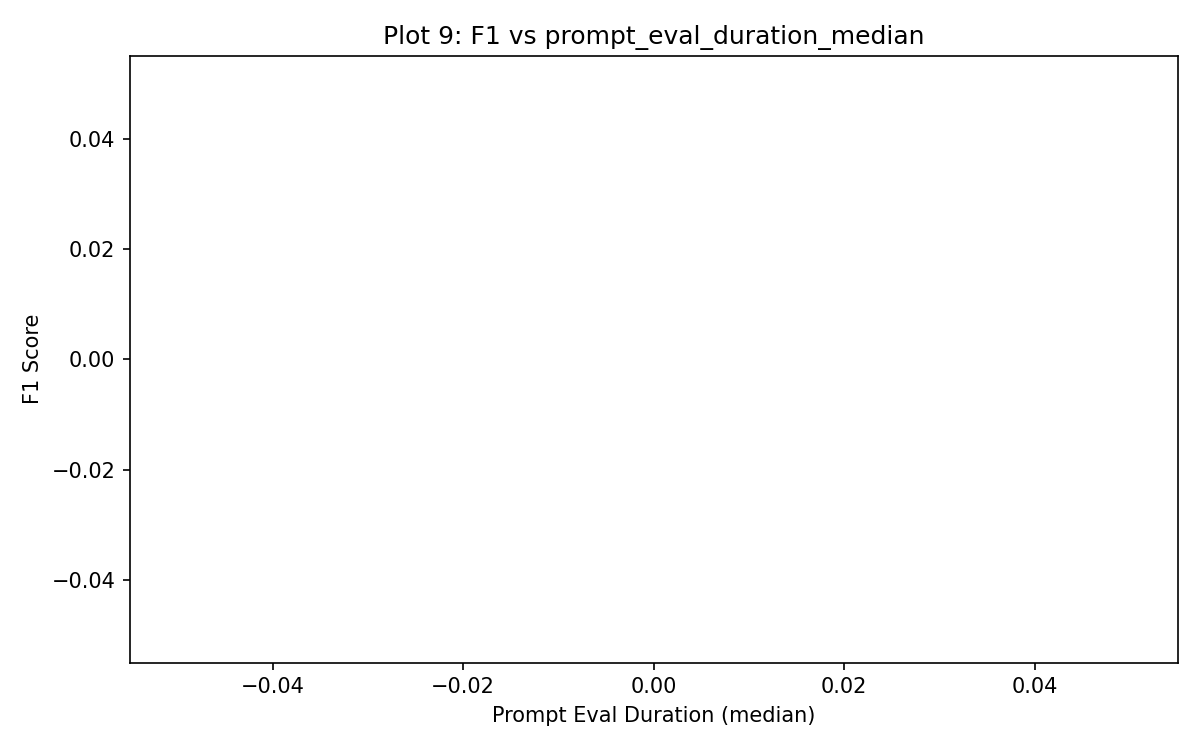 Plot 9: F1 vs prompt_eval_duration_median
0.04
0.02
0.00
−0.02
−0.04
F1 Score
−0.04 −0.02 0.00 0.02 0.04
Prompt Eval Duration (median)